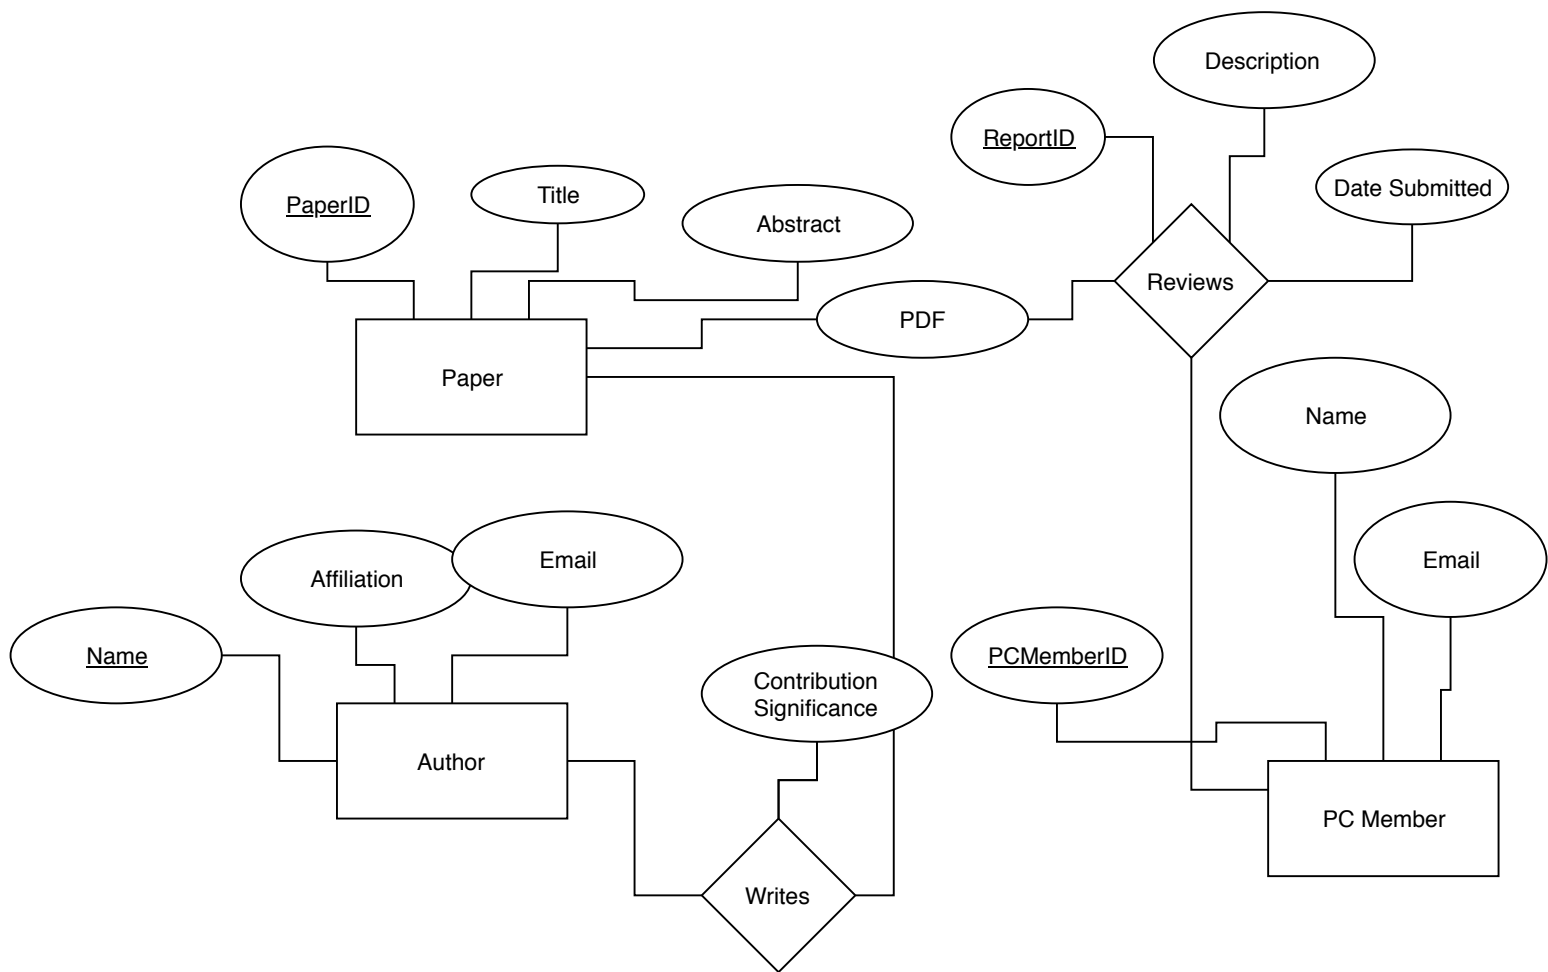 Description
ReportID
Date Submitted
PaperID
Title
Abstract
Reviews
PDF
Paper
Name
Email
Affiliation
Email
Name
PCMemberID
Contribution
Significance
Author
PC Member
Writes